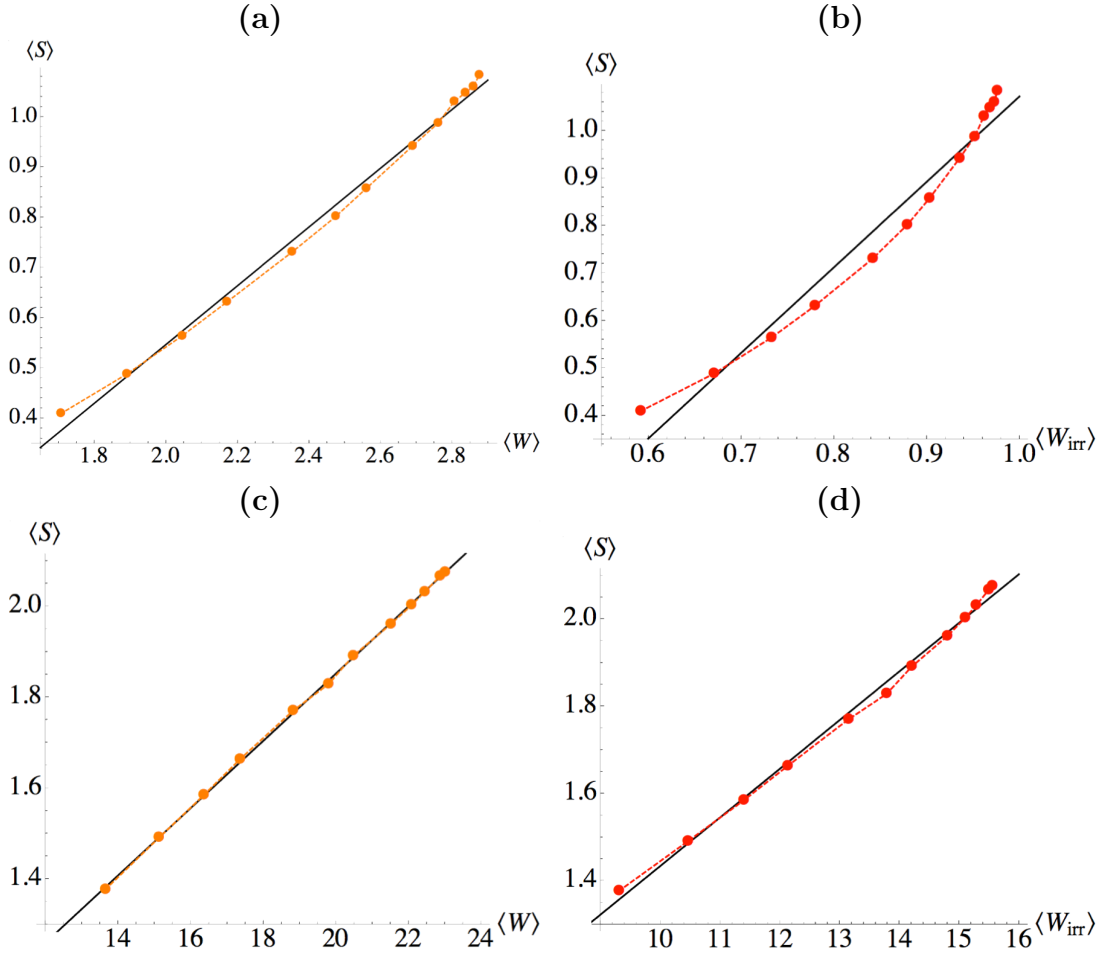 (a)
⟨S⟩
1.0
0.9
0.8
0.7
0.6
0.5
0.4
1.8 2.0 2.2 2.4 2.6 2.8
⟨W⟩
(b)
⟨S⟩
1.0
0.9
0.8
0.7
0.6
0.5
0.4
0.6 0.7 0.8 0.9 1.0
⟨Wirr⟩
(c)
⟨S⟩
2.0
1.8
1.6
1.4
14 16 18 20 22 24
⟨W⟩
(d)
⟨S⟩
2.0
1.8
1.6
1.4
10 11 12 13 14 15 16
⟨Wirr⟩